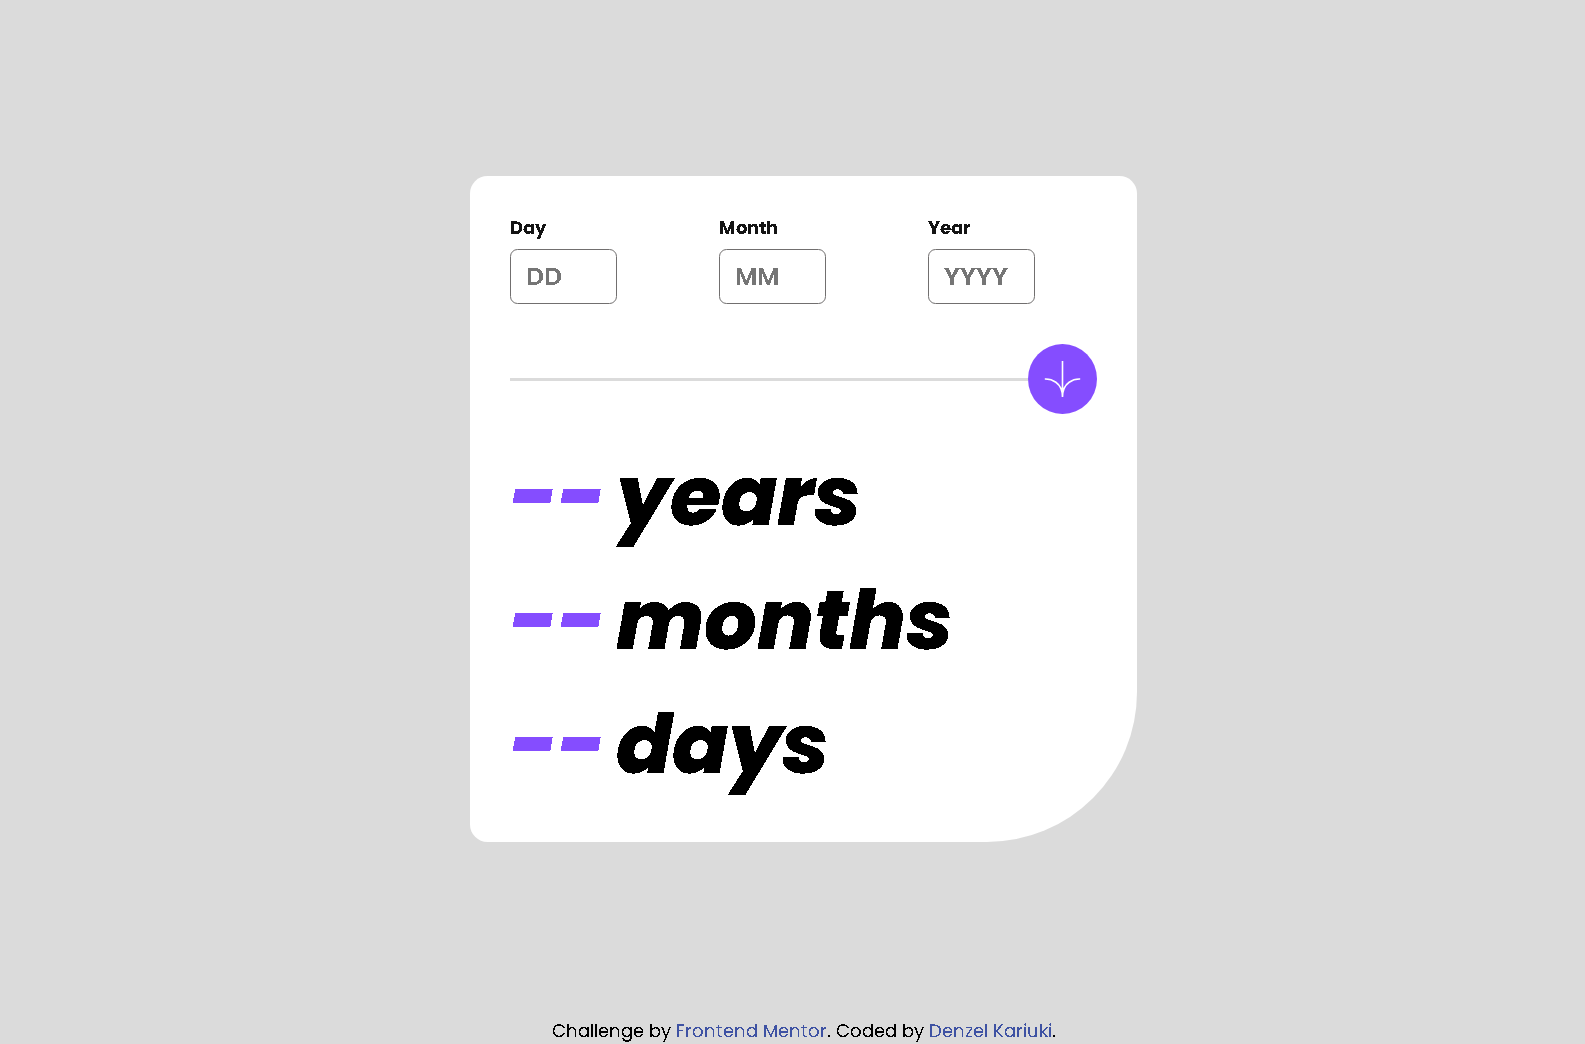 Day Month Year
DD MM YYYY
-- years
-- months
-- days
Challenge by Frontend Mentor. Coded by Denzel Kariuki.